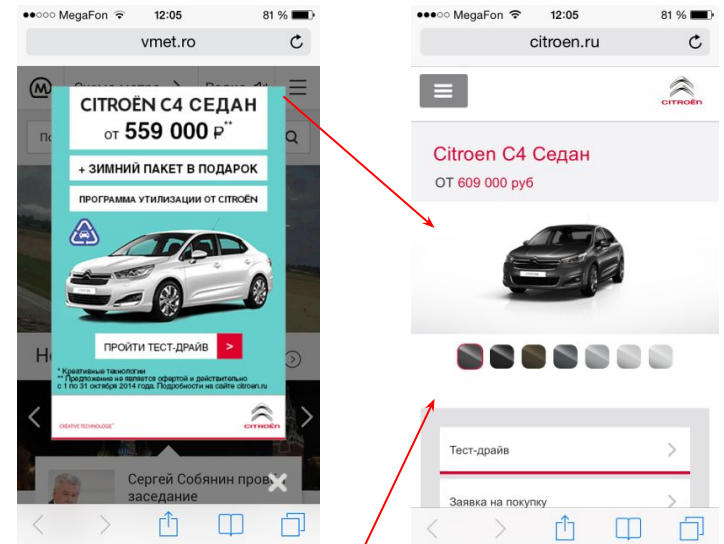 MegaFon 12:05 81 %
vmet.ro
CITROËN C4 СЕДАН
ОТ 559 000 ₽**
+ ЗИМНИЙ ПАКЕТ В ПОДАРОК
ПРОГРАММА УТИЛИЗАЦИИ ОТ CITROËN
ПРОЙТИ ТЕСТ-ДРАЙВ >
* Креативные технологии
** Предложение не является офертой и действительно
с 1 по 31 октября 2014 года. Подробности на сайте citroen.ru
CREATIVE TECHNOLOGIE*
CITROËN
Сергей Собянин провёл
заседание
MegaFon 12:05 81 %
citroen.ru
CITROËN
Citroen C4 Седан
ОТ 609 000 руб
Тест-драйв
Заявка на покупку